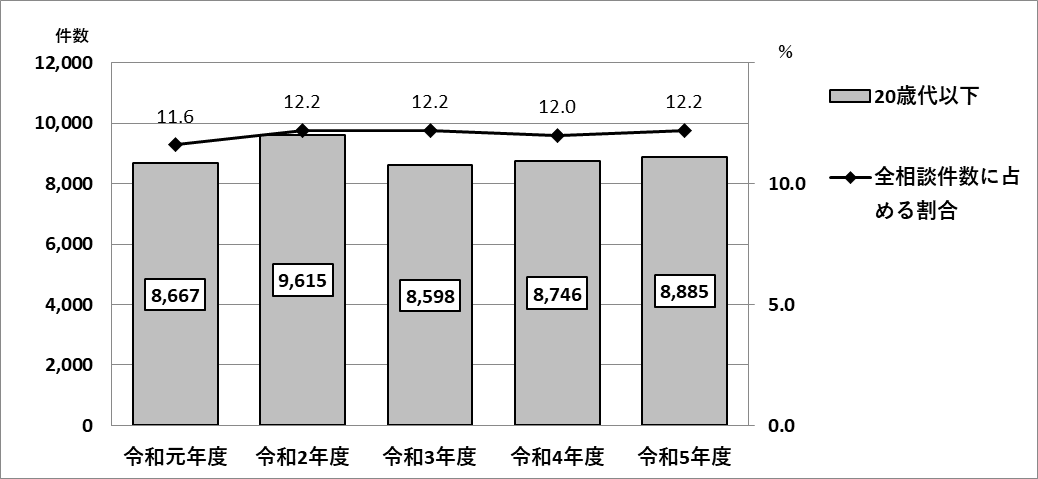 件数
%
12,000
10,000
8,000
6,000
4,000
2,000
0
11.6
12.2
12.2
12.0
12.2
8,667
9,615
8,598
8,746
8,885
10.0
5.0
0.0
令和元年度
令和2年度
令和3年度
令和4年度
令和5年度
20歳代以下
全相談件数に占
める割合